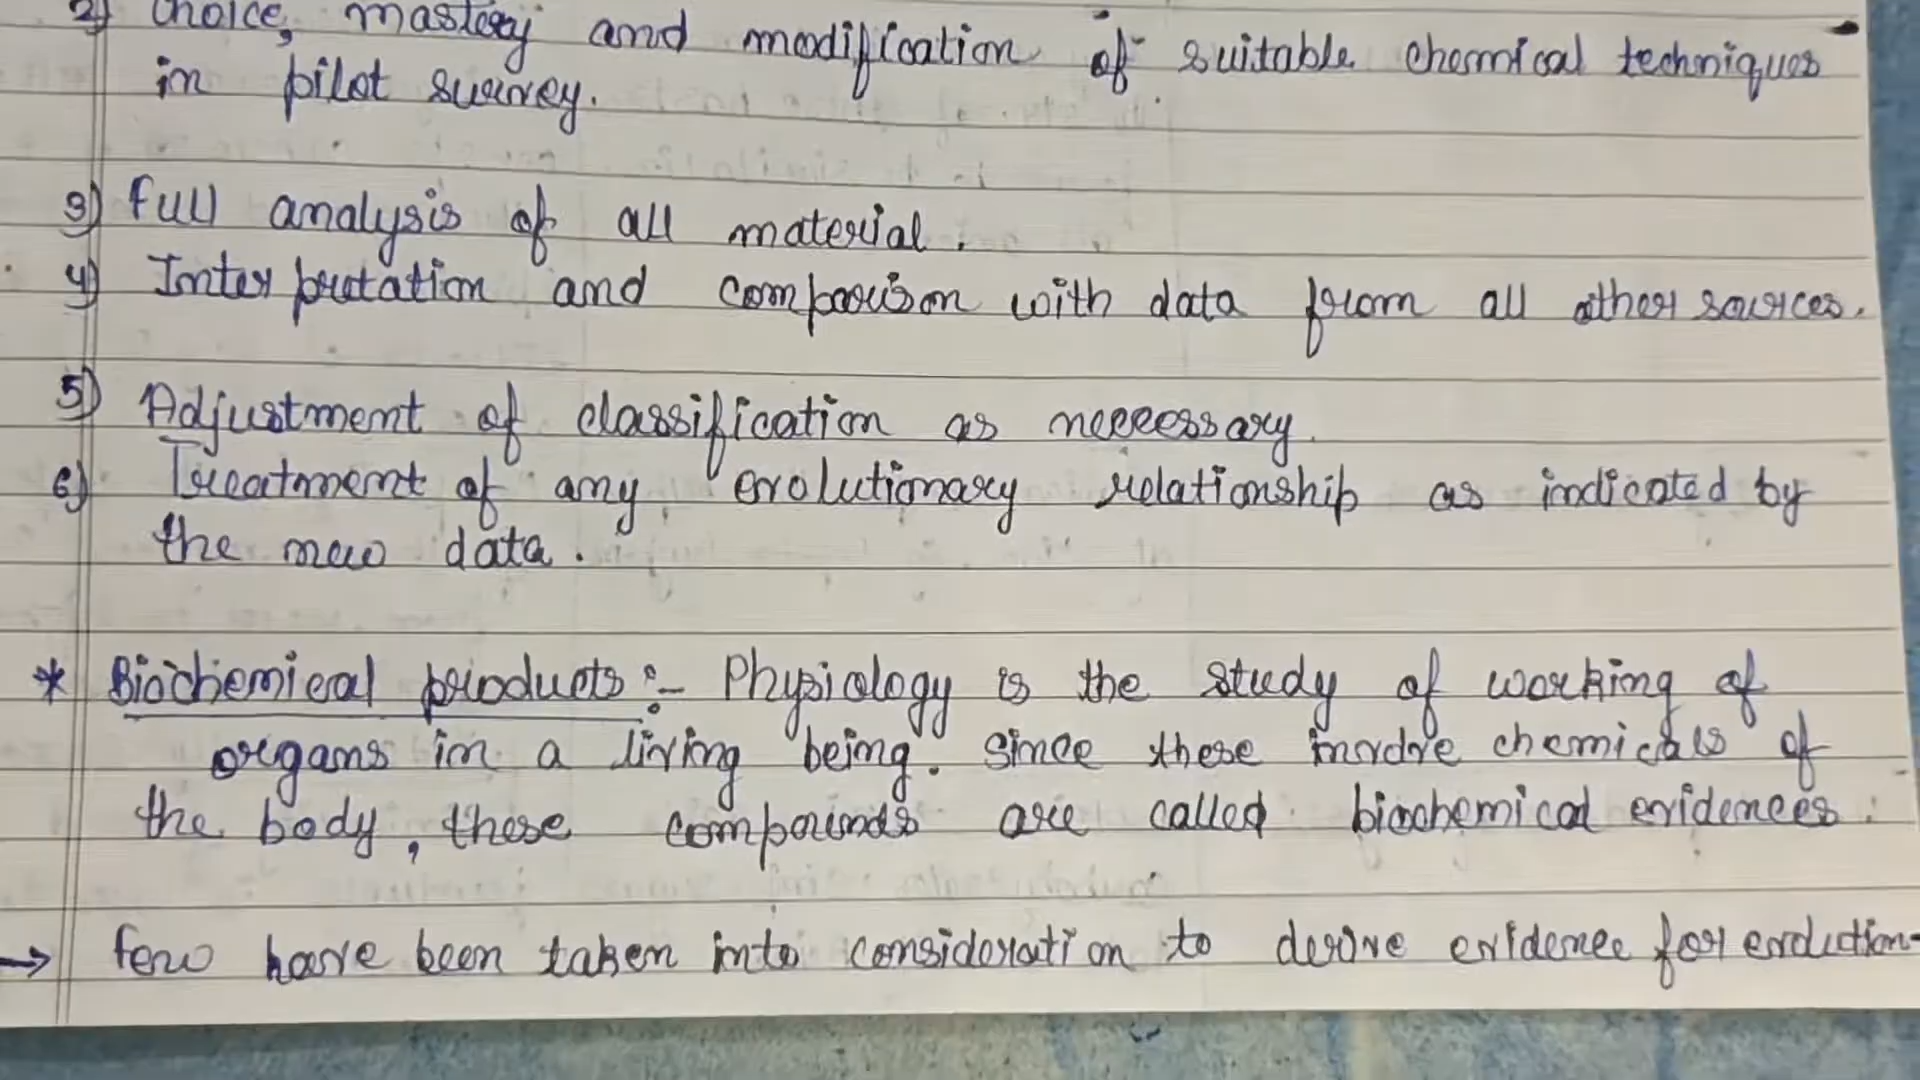 2) Choice, mastery and modification of suitable chemical techniques
in pilot survey.
3) Full analysis of all material.
4) Interpretation and comparison with data from all other sources.
5) Adjustment of classification as necessary.
6) Treatment of any evolutionary relationship as indicated by
the new data.
* Biochemical products :- Physiology is the study of working of
organs in a living being. Since these involve chemicals of
the body, these compounds are called biochemical evidences.
→ few have been taken into consideration to derive evidence for evolution-